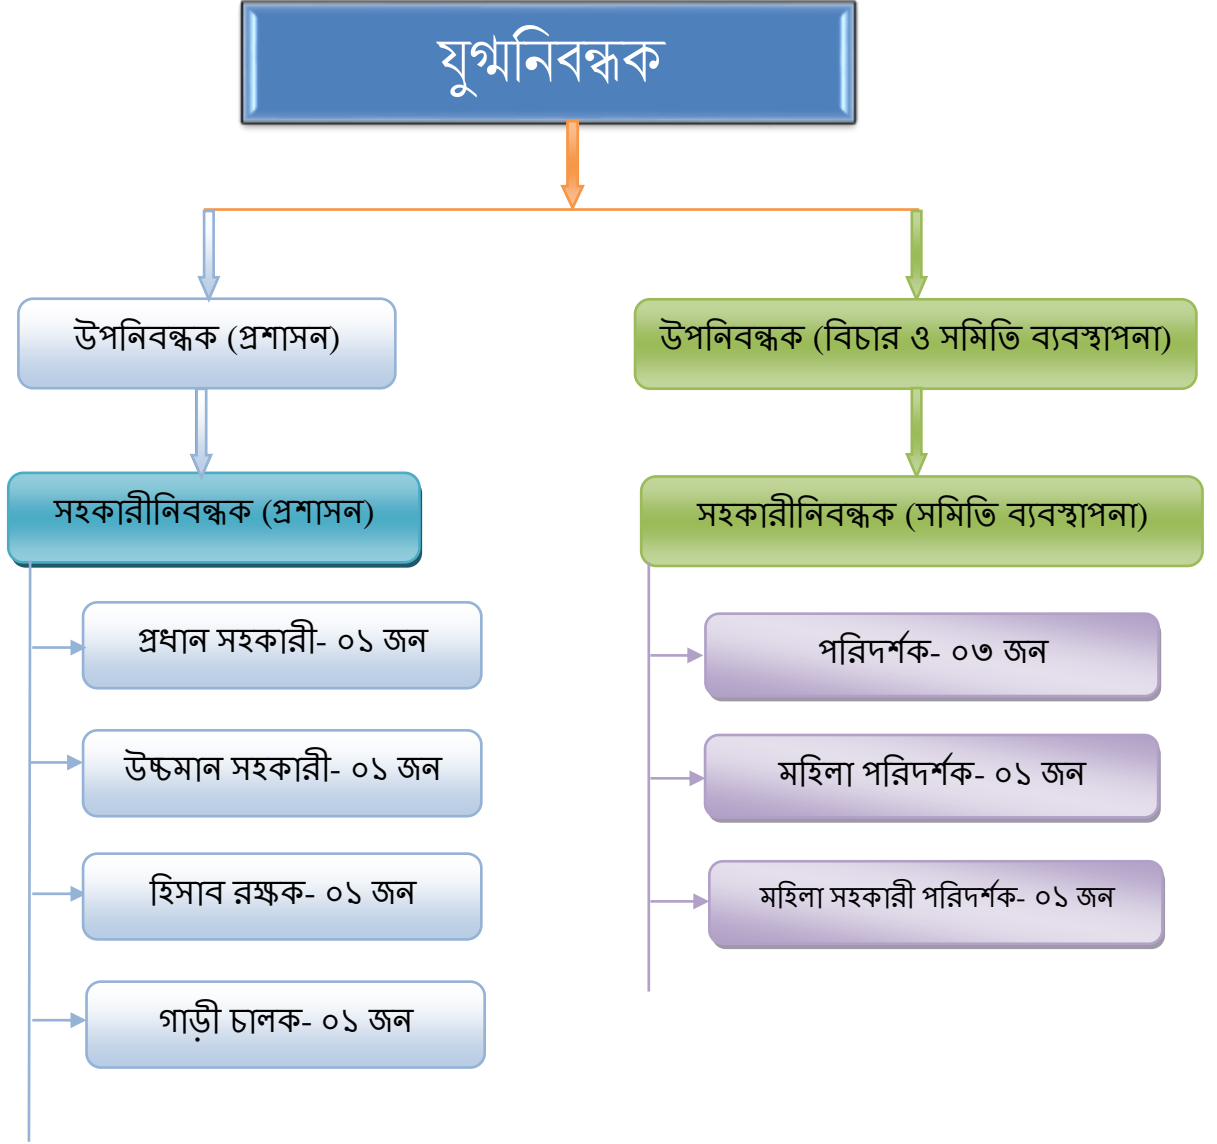 যুগ্মনিবন্ধক
উপনিবন্ধক (প্রশাসন)
উপনিবন্ধক (বিচার ও সমিতি ব্যবস্থাপনা)
সহকারীনিবন্ধক (প্রশাসন)
সহকারীনিবন্ধক (সমিতি ব্যবস্থাপনা)
প্রধান সহকারী- ০১ জন
উচ্চমান সহকারী- ০১ জন
হিসাব রক্ষক- ০১ জন
গাড়ী চালক- ০১ জন
পরিদর্শক- ০৩ জন
মহিলা পরিদর্শক- ০১ জন
মহিলা সহকারী পরিদর্শক- ০১ জন